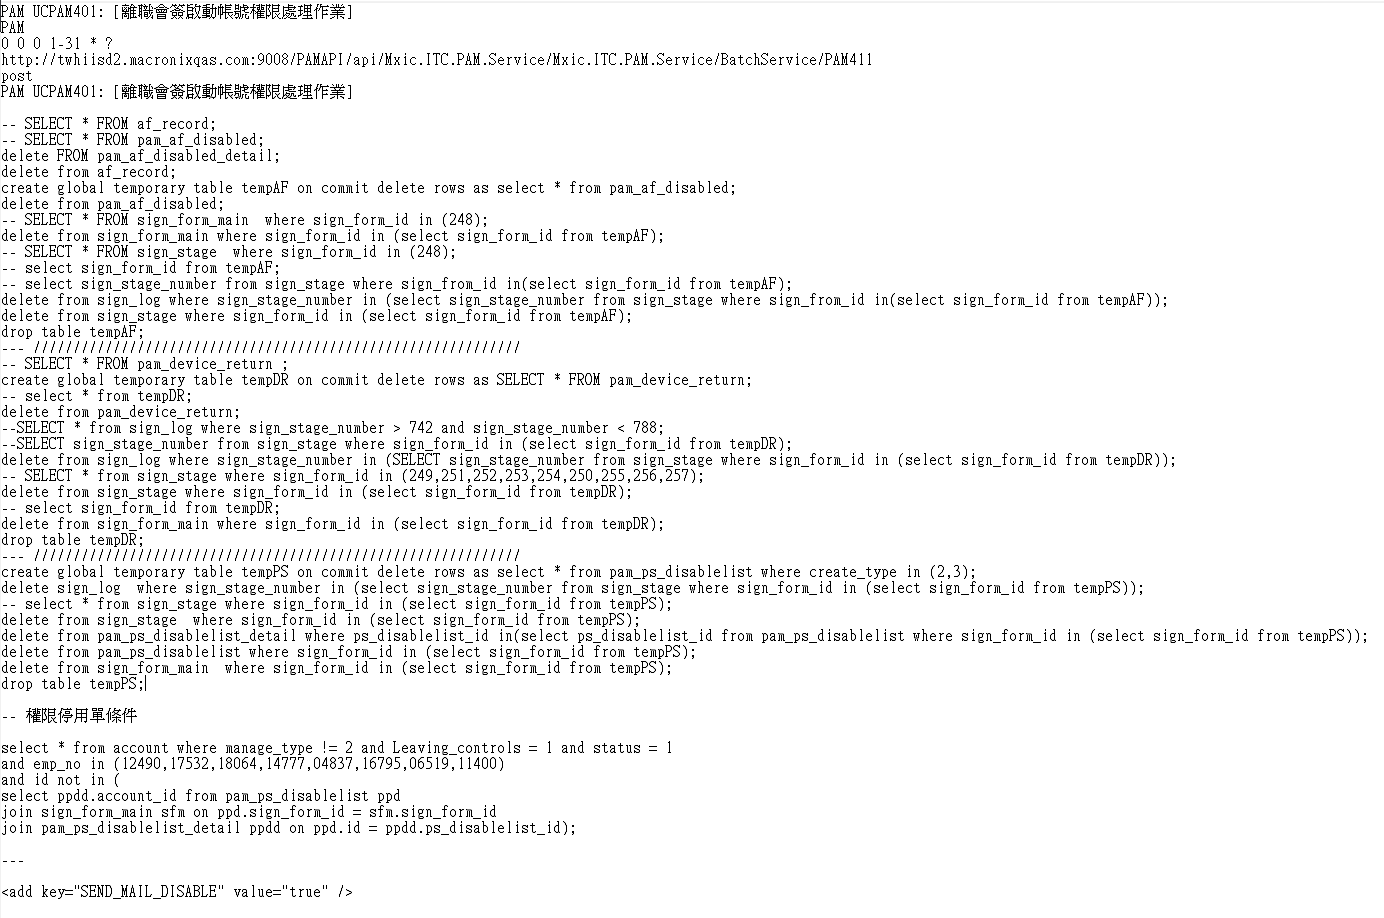 PAM UCPAM401: [離職會簽啟動帳號權限處理作業]
PAM
0 0 0 1-31 * ?
http://twhiisd2.macronixqas.com:9008/PAMAPI/api/Mxic.ITC.PAM.Service/Mxic.ITC.PAM.Service/BatchService/PAM411
post
PAM UCPAM401: [離職會簽啟動帳號權限處理作業]
-- SELECT * FROM af_record;
-- SELECT * FROM pam_af_disabled;
delete FROM pam_af_disabled_detail;
delete from af_record;
create global temporary table tempAF on commit delete rows as select * from pam_af_disabled;
delete from pam_af_disabled;
-- SELECT * FROM sign_form_main  where sign_form_id in (248);
delete from sign_form_main where sign_form_id in (select sign_form_id from tempAF);
-- SELECT * FROM sign_stage  where sign_form_id in (248);
-- select sign_form_id from tempAF;
-- select sign_stage_number from sign_stage where sign_from_id in(select sign_form_id from tempAF);
delete from sign_log where sign_stage_number in (select sign_stage_number from sign_stage where sign_from_id in(select sign_form_id from tempAF));
delete from sign_stage where sign_form_id in (select sign_form_id from tempAF);
drop table tempAF;
--- /////////////////////////////////////////////////////////////
-- SELECT * FROM pam_device_return ;
create global temporary table tempDR on commit delete rows as SELECT * FROM pam_device_return;
-- select * from tempDR;
delete from pam_device_return;
--SELECT * from sign_log where sign_stage_number > 742 and sign_stage_number < 788;
--SELECT sign_stage_number from sign_stage where sign_form_id in (select sign_form_id from tempDR);
delete from sign_log where sign_stage_number in (SELECT sign_stage_number from sign_stage where sign_form_id in (select sign_form_id from tempDR));
-- SELECT * from sign_stage where sign_form_id in (249,251,252,253,254,250,255,256,257);
delete from sign_stage where sign_form_id in (select sign_form_id from tempDR);
-- select sign_form_id from tempDR;
delete from sign_form_main where sign_form_id in (select sign_form_id from tempDR);
drop table tempDR;
--- /////////////////////////////////////////////////////////////
create global temporary table tempPS on commit delete rows as select * from pam_ps_disablelist where create_type in (2,3);
delete sign_log  where sign_stage_number in (select sign_stage_number from sign_stage where sign_form_id in (select sign_form_id from tempPS));
-- select * from sign_stage where sign_form_id in (select sign_form_id from tempPS);
delete from sign_stage  where sign_form_id in (select sign_form_id from tempPS);
delete from pam_ps_disablelist_detail where ps_disablelist_id in(select ps_disablelist_id from pam_ps_disablelist where sign_form_id in (select sign_form_id from tempPS));
delete from pam_ps_disablelist where sign_form_id in (select sign_form_id from tempPS);
delete from sign_form_main  where sign_form_id in (select sign_form_id from tempPS);
drop table tempPS;
-- 權限停用單條件
select * from account where manage_type != 2 and Leaving_controls = 1 and status = 1
and emp_no in (12490,17532,18064,14777,04837,16795,06519,11400)
and id not in (
select ppdd.account_id from pam_ps_disablelist ppd
join sign_form_main sfm on ppd.sign_form_id = sfm.sign_form_id
join pam_ps_disablelist_detail ppdd on ppd.id = ppdd.ps_disablelist_id);
---
<add key="SEND_MAIL_DISABLE" value="true" />